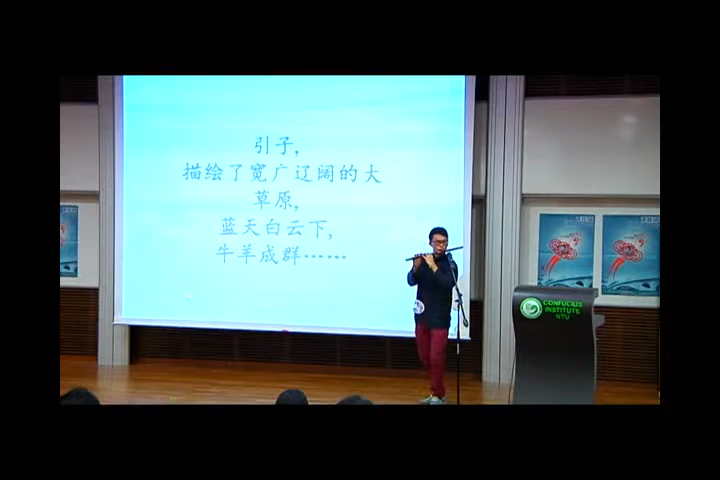 引子,
描绘了宽广辽阔的大
草原,
蓝天白云下,
牛羊成群……
CONFUCIUS
INSTITUTE
NTU